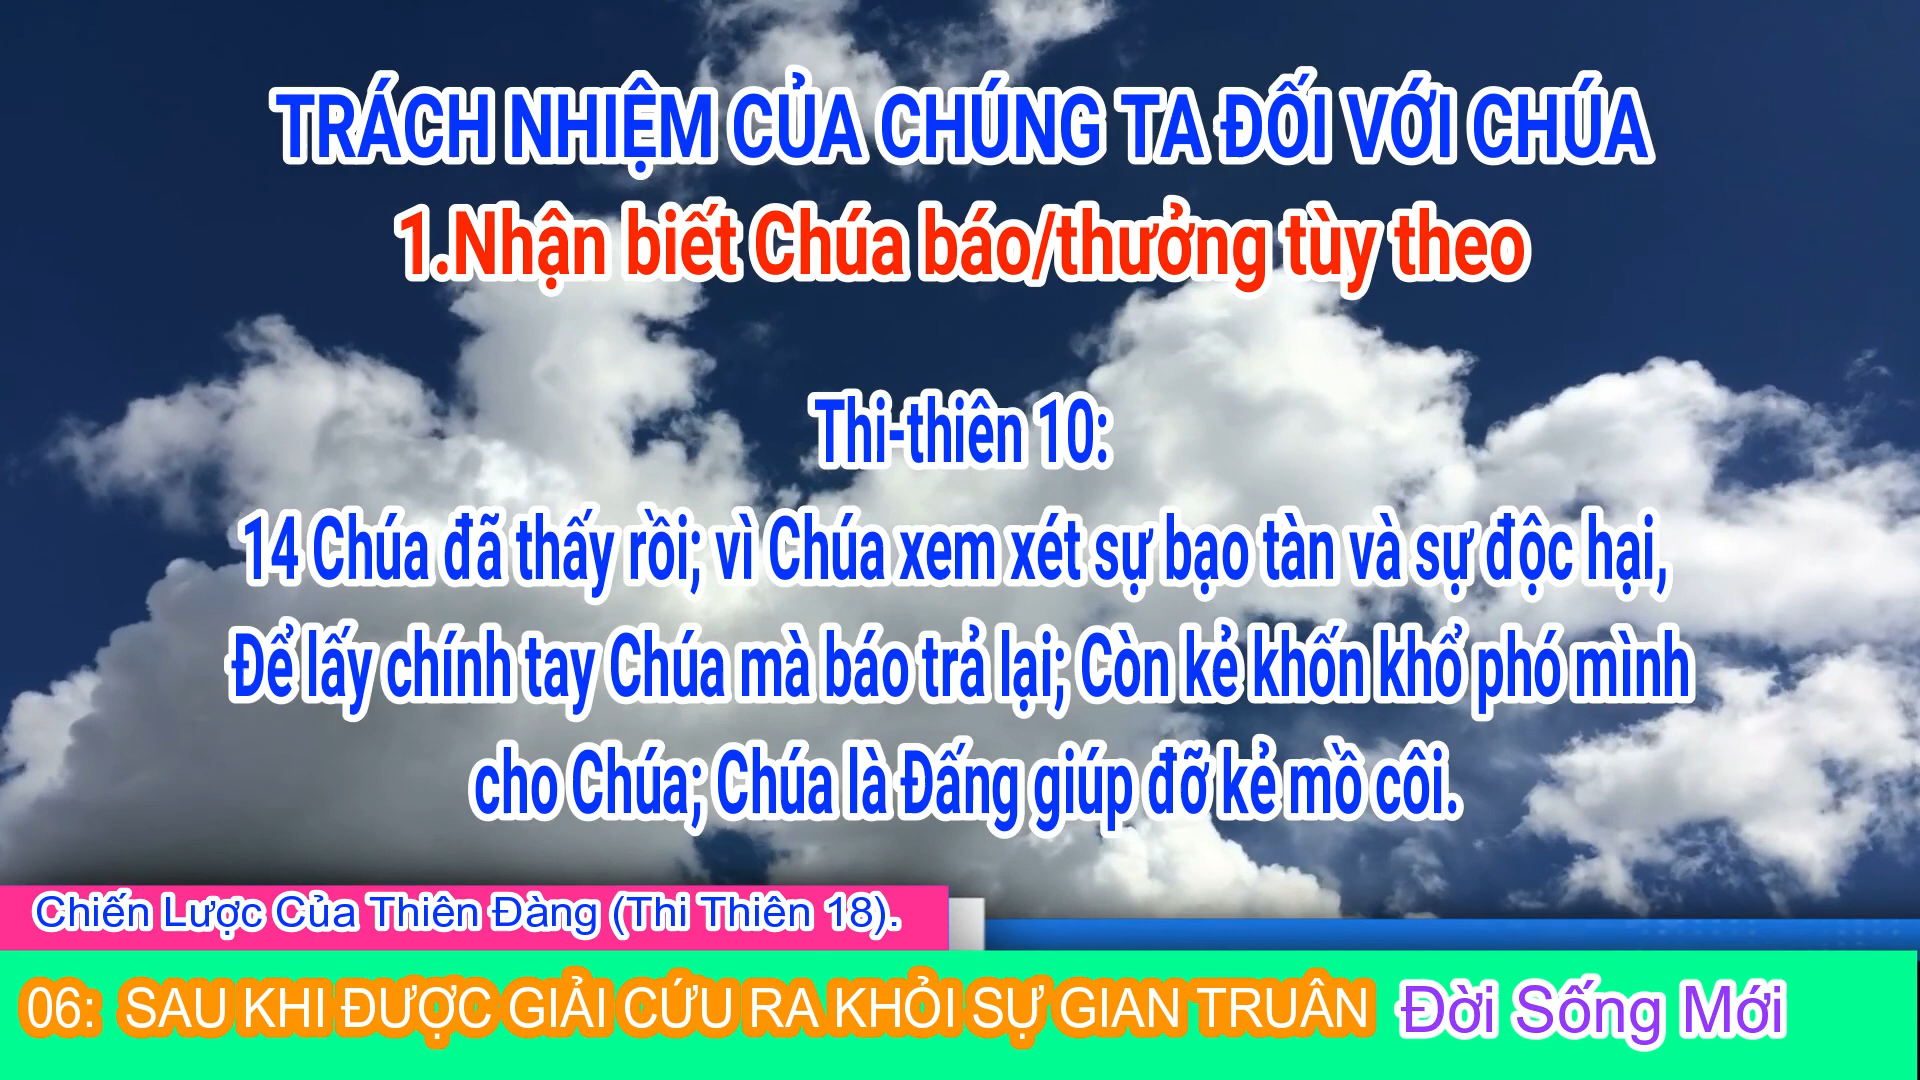 TRÁCH NHIỆM CỦA CHÚNG TA ĐỐI VỚI CHÚA
1.Nhận biết Chúa báo/thưởng tùy theo
Thi-thiên 10:
14 Chúa đã thấy rồi; vì Chúa xem xét sự bạo tàn và sự độc hại,
Để lấy chính tay Chúa mà báo trả lại; Còn kẻ khốn khổ phó mình
cho Chúa; Chúa là Đấng giúp đỡ kẻ mồ côi.
Chiến Lược Của Thiên Đàng (Thi Thiên 18).
06: SAU KHI ĐƯỢC GIẢI CỨU RA KHỎI SỰ GIAN TRUÂN Đời Sống Mới